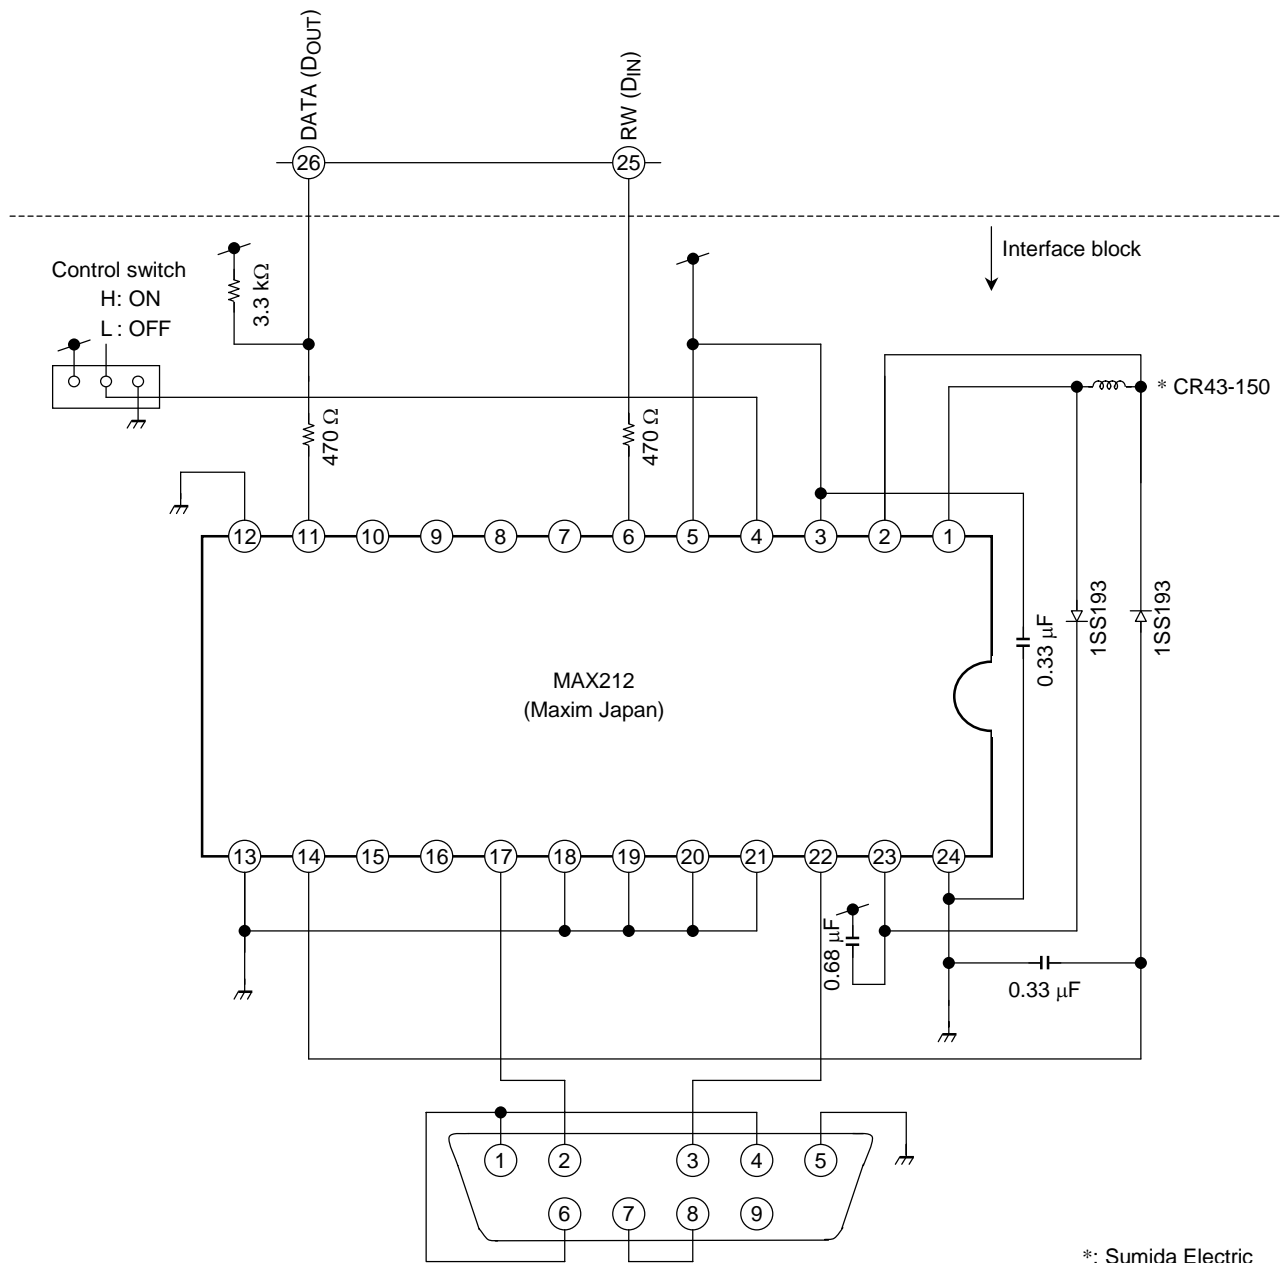 DATA (DOUT)
RW (DIN)
26
25
Interface block
Control switch
H: ON
L : OFF
3.3 kΩ
* CR43-150
470 Ω
470 Ω
12
11
10
9
8
7
6
5
4
3
2
1
1SS193
1SS193
0.33 μF
MAX212
(Maxim Japan)
13
14
15
16
17
18
19
20
21
22
23
24
0.68 μF
0.33 μF
1
2
3
4
5
6
7
8
9
*: Sumida Electric